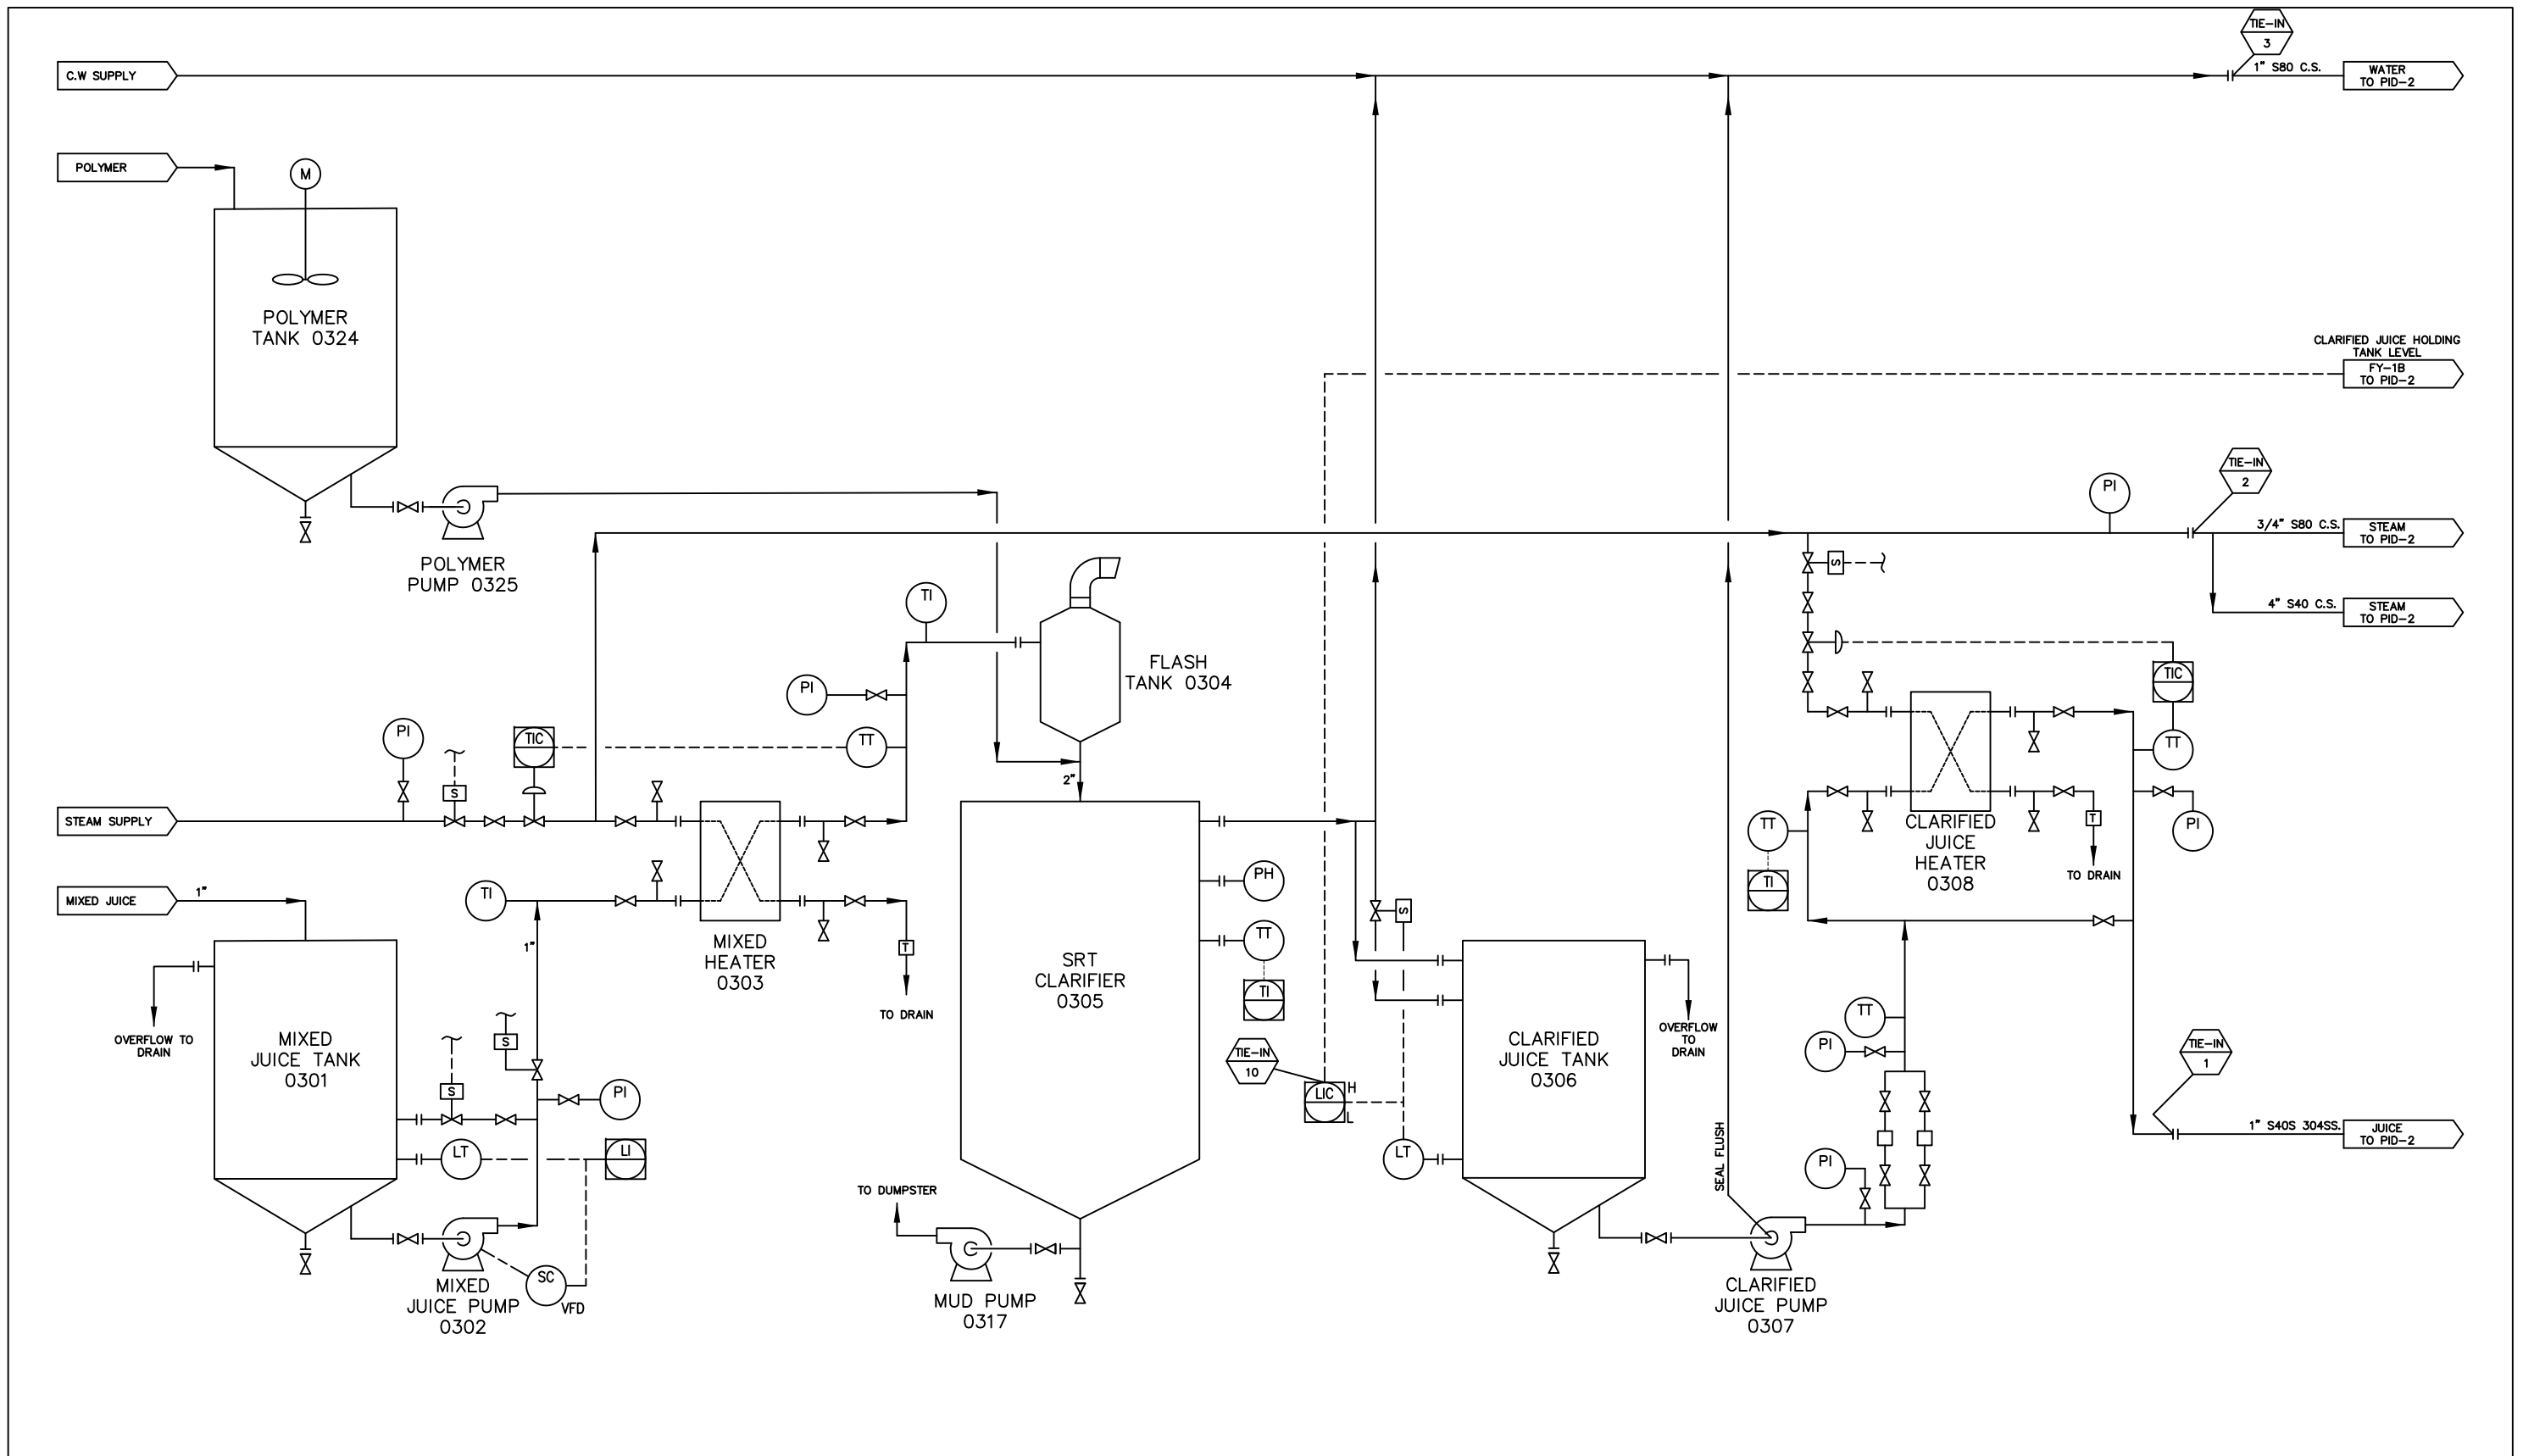 TIE-IN
3
C.W SUPPLY
1" S80 C.S.
WATER
TO PID-2
POLYMER
M
POLYMER
TANK 0324
CLARIFIED JUICE HOLDING
TANK LEVEL
FY-1B
TO PID-2
TIE-IN
2
PI
3/4" S80 C.S.
STEAM
TO PID-2
POLYMER
PUMP 0325
S
TI
4" S40 C.S.
STEAM
TO PID-2
FLASH
TANK 0304
TIC
PI
PI
TIC
TT
TT
2"
S
STEAM SUPPLY
T
TT
PI
CLARIFIED
JUICE
HEATER
0308
TO DRAIN
PH
TI
MIXED JUICE
1"
TI
S
1"
MIXED
HEATER
0303
T
TT
TI
SRT
CLARIFIER
0305
TO DRAIN
TT
PI
OVERFLOW TO
DRAIN
MIXED
JUICE TANK
0301
S
S
PI
TIE-IN
10
LIC
H
L
CLARIFIED
JUICE TANK
0306
OVERFLOW
TO
DRAIN
TIE-IN
1
1" S40S 304SS.
JUICE
TO PID-2
LT
LI
LT
SEAL FLUSH
PI
TO DUMPSTER
SC
VFD
MIXED
JUICE PUMP
0302
MUD PUMP
0317
CLARIFIED
JUICE PUMP
0307